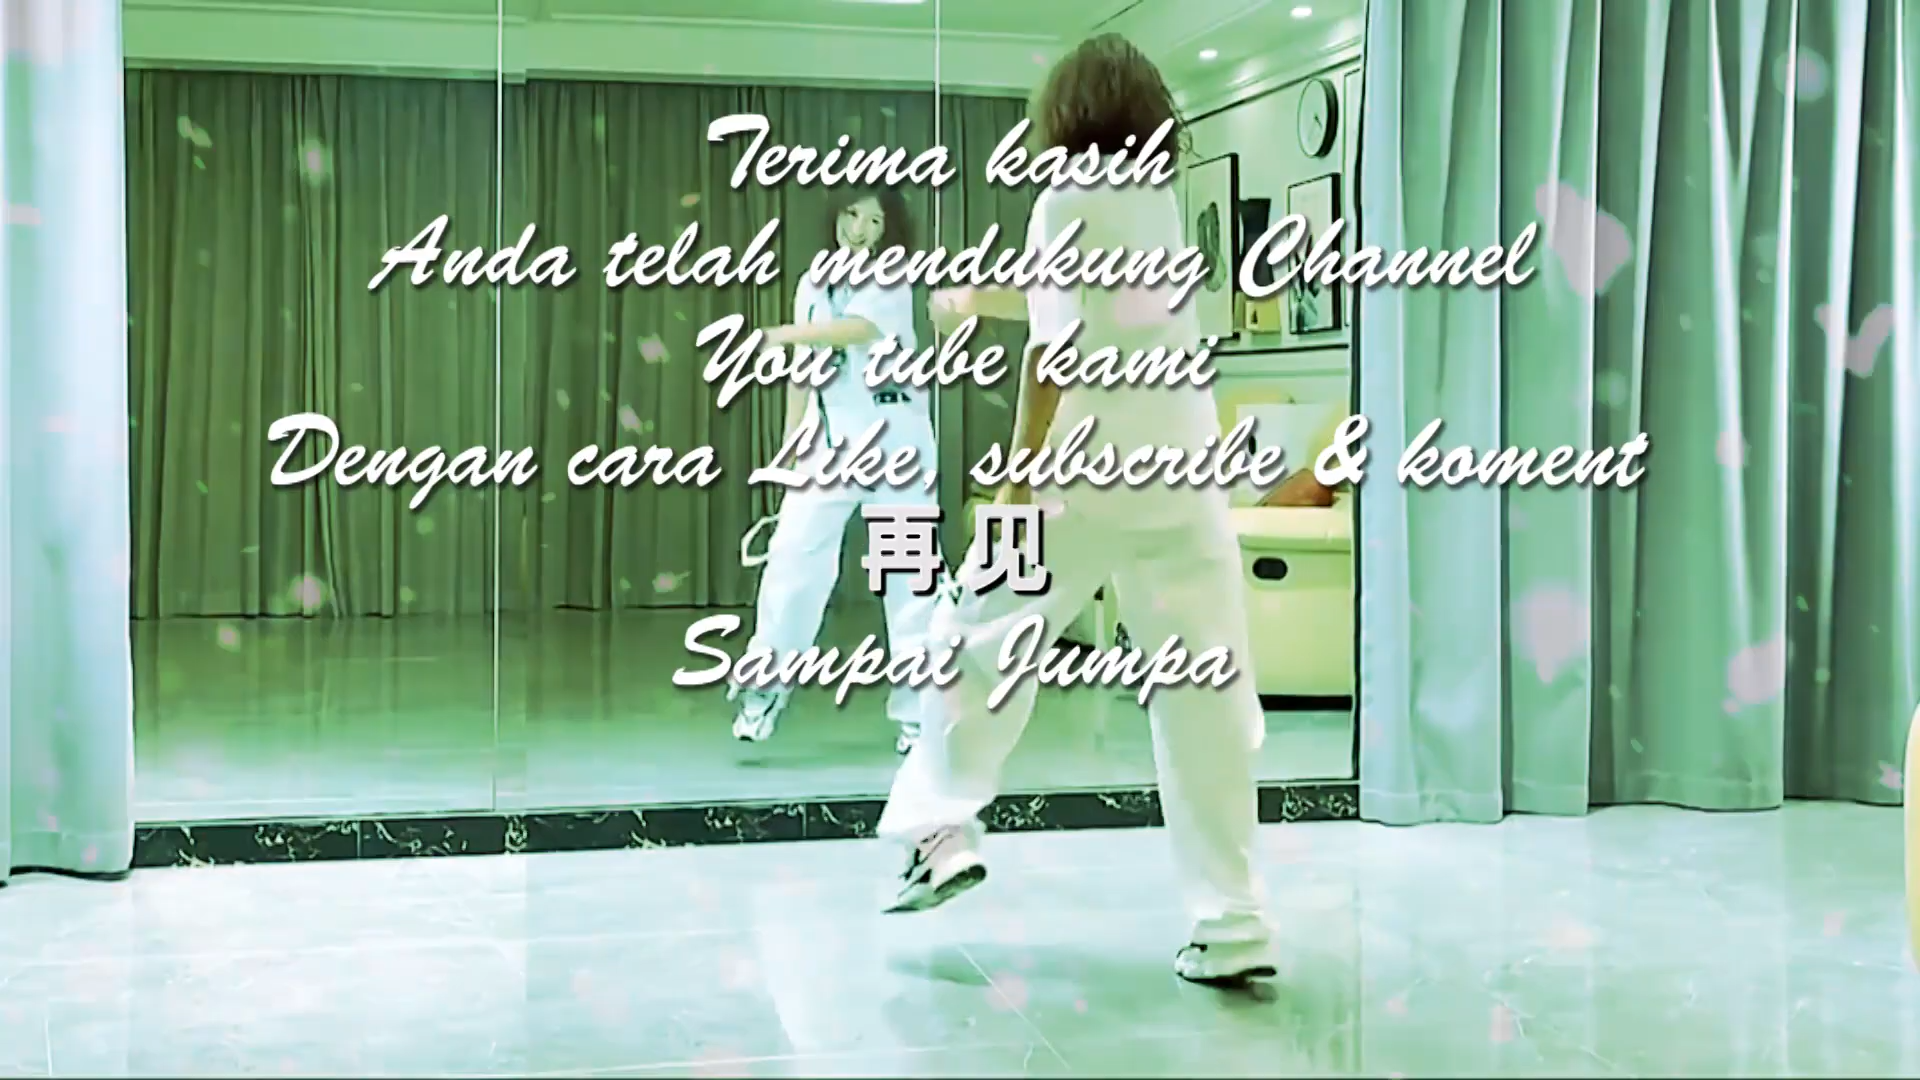 Terima kasih
Anda telah mendukung Channel
You tube kami
Dengan cara Like, subscribe & koment
再见
Sampai Jumpa